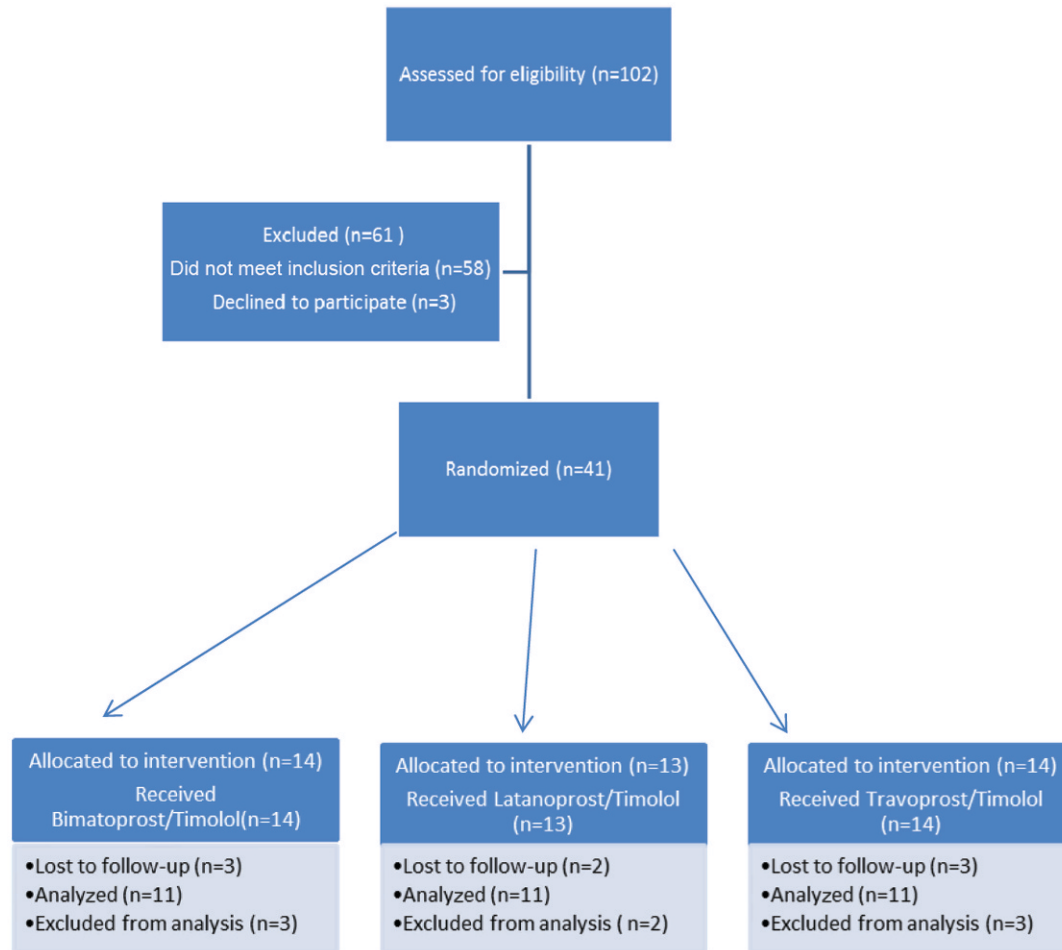 Assessed for eligibility (n=102)
Excluded (n=61 )
Did not meet inclusion criteria (n=58)
Declined to participate (n=3)
Randomized (n=41)
Allocated to intervention (n=14)
Received
Bimatoprost/Timolol(n=14)
•Lost to follow-up (n=3)
•Analyzed (n=11)
•Excluded from analysis (n=3)
Allocated to intervention (n=13)
Received Latanoprost/Timolol
(n=13)
•Lost to follow-up (n=2)
•Analyzed (n=11)
•Excluded from analysis ( n=2)
Allocated to intervention (n=14)
Received Travoprost/Timolol
(n=14)
•Lost to follow-up (n=3)
•Analyzed (n=11)
•Excluded from analysis (n=3)